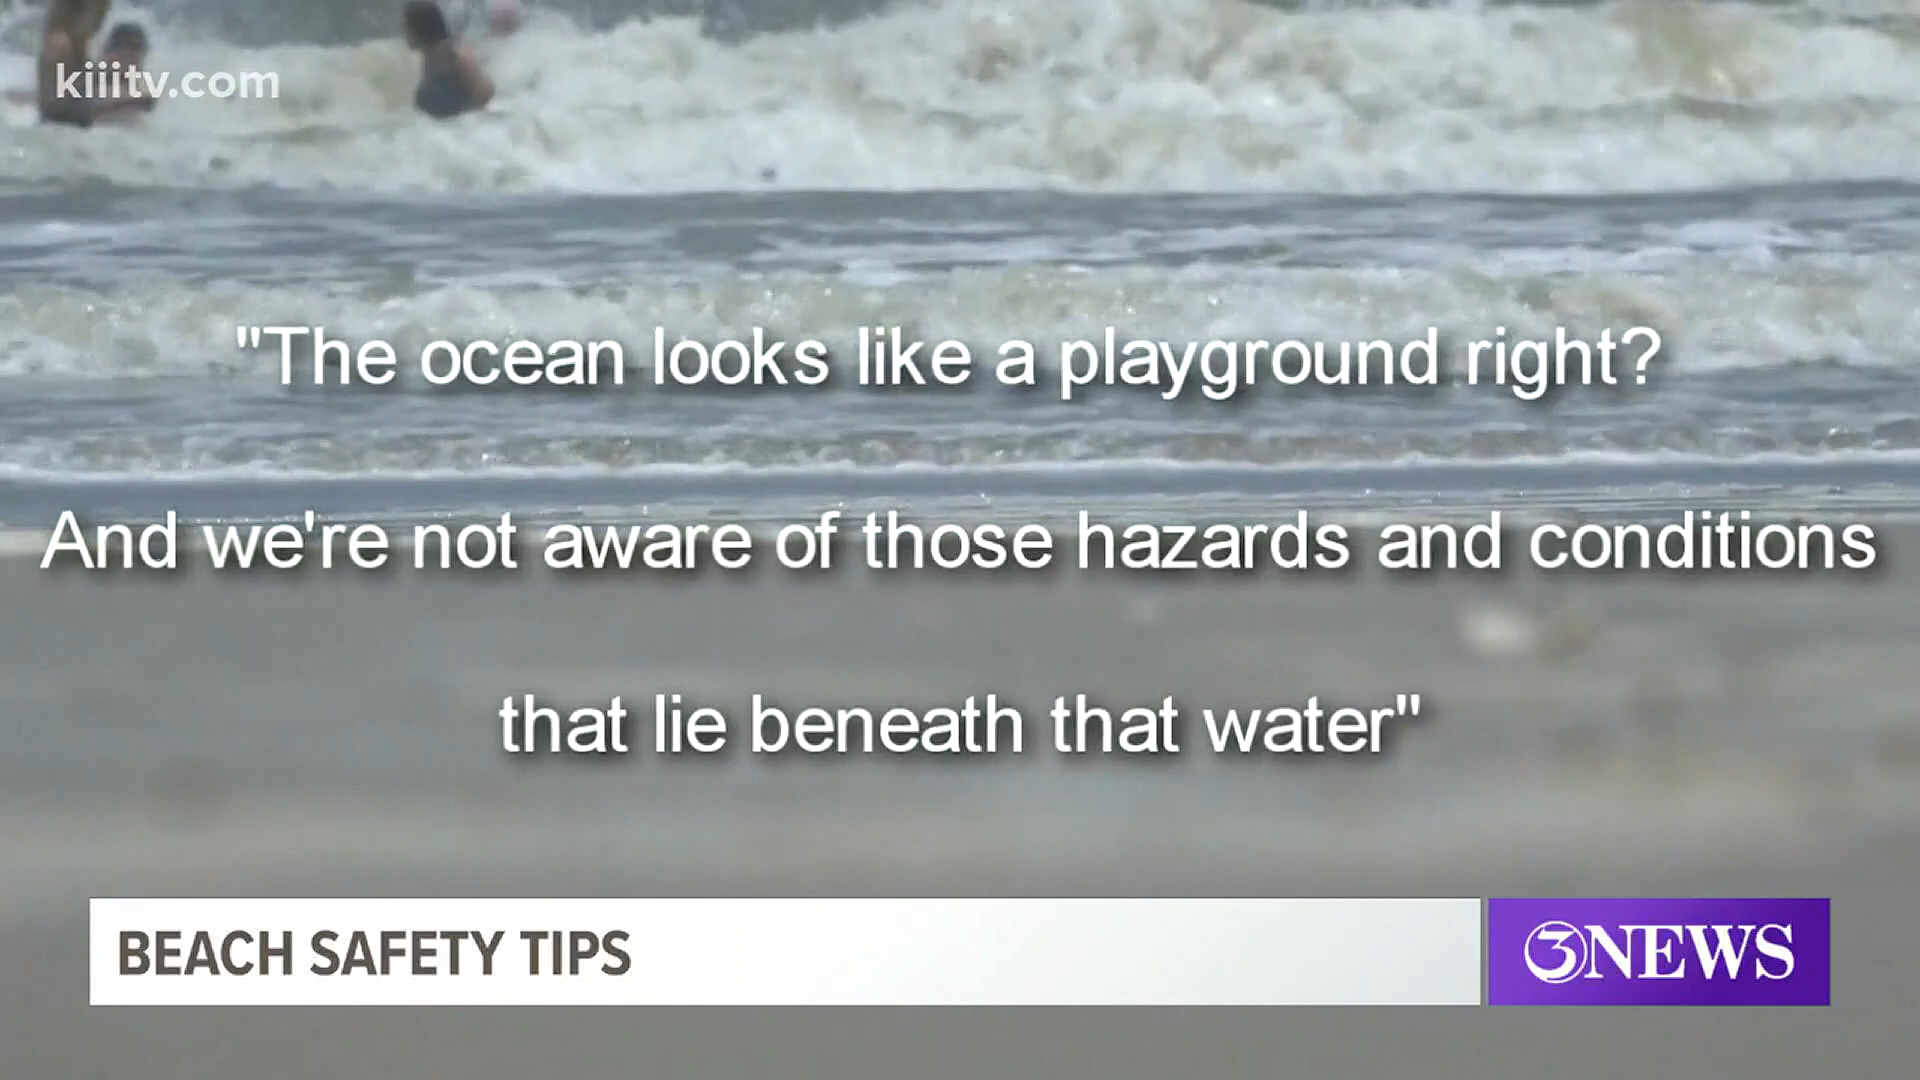 kiiitv.com
"The ocean looks like a playground right?
And we're not aware of those hazards and conditions
that lie beneath that water"
BEACH SAFETY TIPS
3NEWS